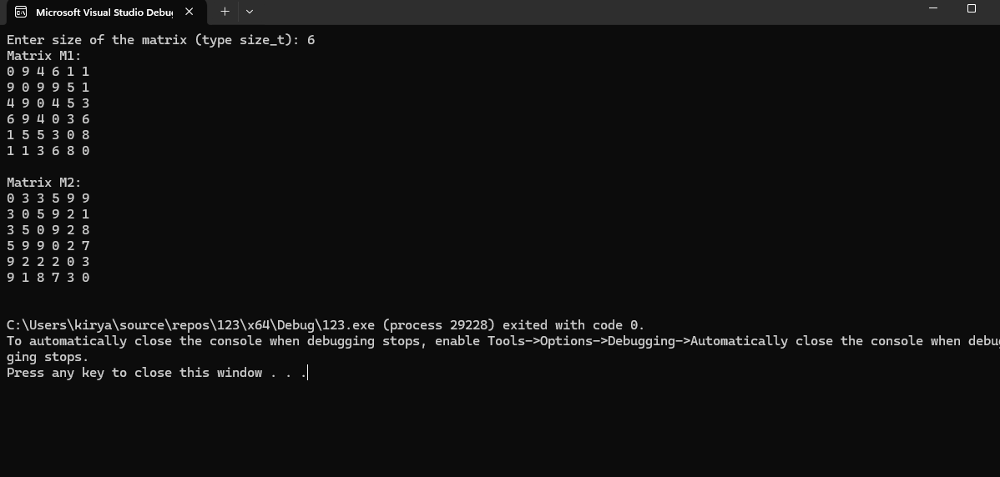 Microsoft Visual Studio Debu
Enter size of the matrix (type size_t): 6
Matrix M1:
0 9 4 6 1 1
9 0 9 9 5 1
4 9 0 4 5 3
6 9 4 0 3 6
1 5 5 3 0 8
1 1 3 6 8 0
Matrix M2:
0 3 3 5 9 9
3 0 5 9 2 1
3 5 0 9 2 8
5 9 9 0 2 7
9 2 2 2 0 3
9 1 8 7 3 0
C:\Users\kirya\source\repos\123\x64\Debug\123.exe (process 29228) exited with code 0.
To automatically close the console when debugging stops, enable Tools->Options->Debugging->Automatically close the console when debug
ging stops.
Press any key to close this window . . .